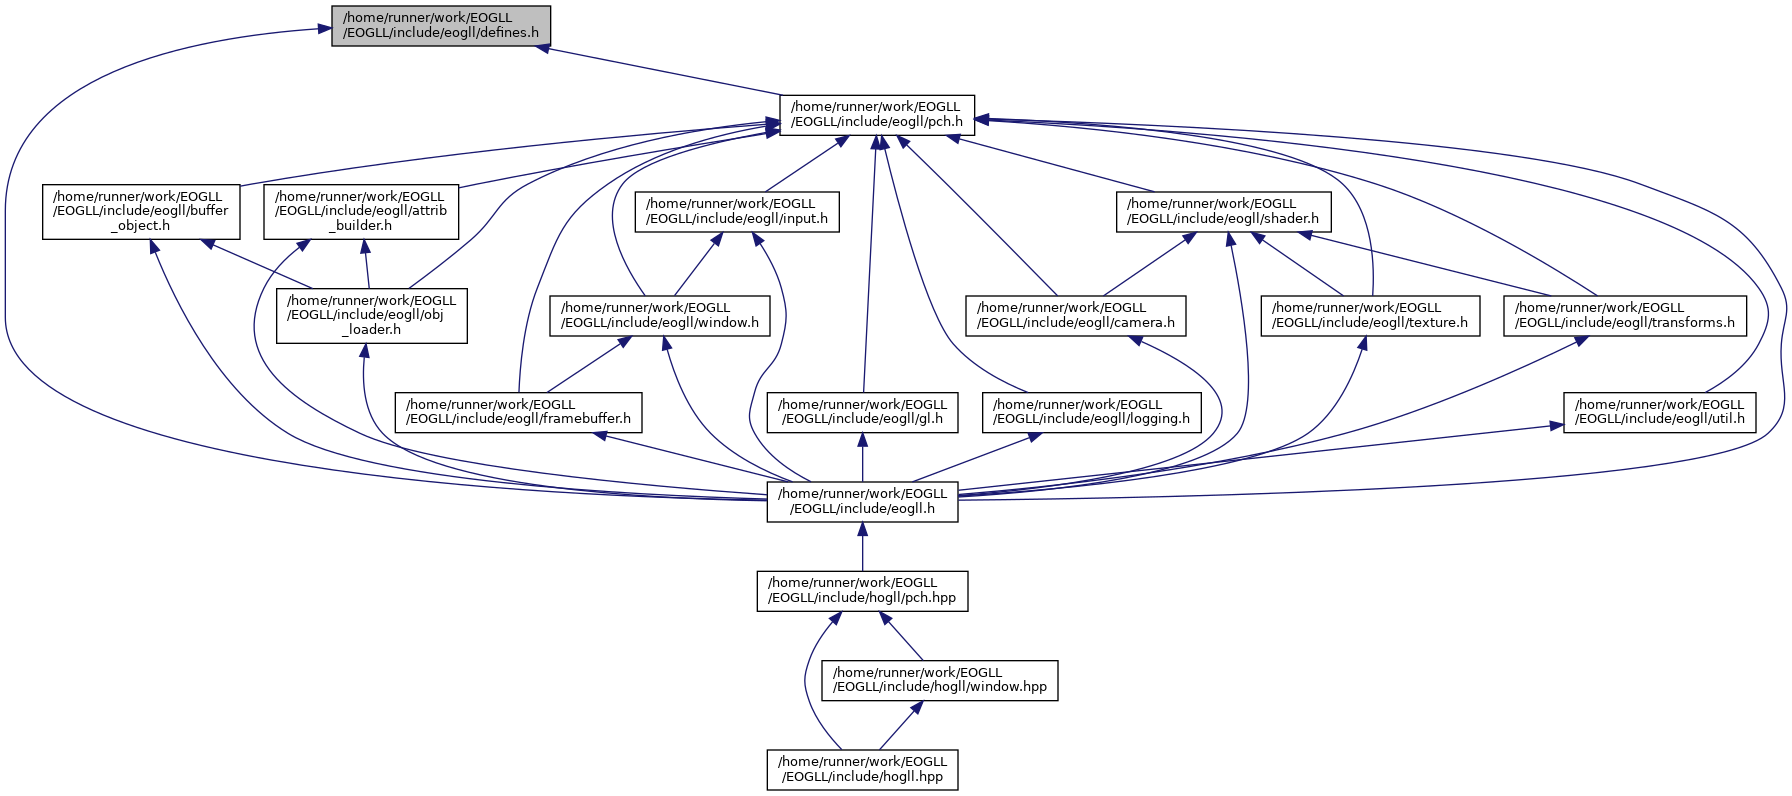 /home/runner/work/EOGLL
/EOGLL/include/eogll/defines.h
/home/runner/work/EOGLL
/EOGLL/include/eogll/pch.h
/home/runner/work/EOGLL
/EOGLL/include/eogll/buffer
_object.h
/home/runner/work/EOGLL
/EOGLL/include/eogll/attrib
_builder.h
/home/runner/work/EOGLL
/EOGLL/include/eogll/input.h
/home/runner/work/EOGLL
/EOGLL/include/eogll/shader.h
/home/runner/work/EOGLL
/EOGLL/include/eogll/obj
_loader.h
/home/runner/work/EOGLL
/EOGLL/include/eogll/window.h
/home/runner/work/EOGLL
/EOGLL/include/eogll/camera.h
/home/runner/work/EOGLL
/EOGLL/include/eogll/texture.h
/home/runner/work/EOGLL
/EOGLL/include/eogll/transforms.h
/home/runner/work/EOGLL
/EOGLL/include/eogll/framebuffer.h
/home/runner/work/EOGLL
/EOGLL/include/eogll/gl.h
/home/runner/work/EOGLL
/EOGLL/include/eogll/logging.h
/home/runner/work/EOGLL
/EOGLL/include/eogll/util.h
/home/runner/work/EOGLL
/EOGLL/include/eogll.h
/home/runner/work/EOGLL
/EOGLL/include/hogll/pch.hpp
/home/runner/work/EOGLL
/EOGLL/include/hogll/window.hpp
/home/runner/work/EOGLL
/EOGLL/include/hogll.hpp